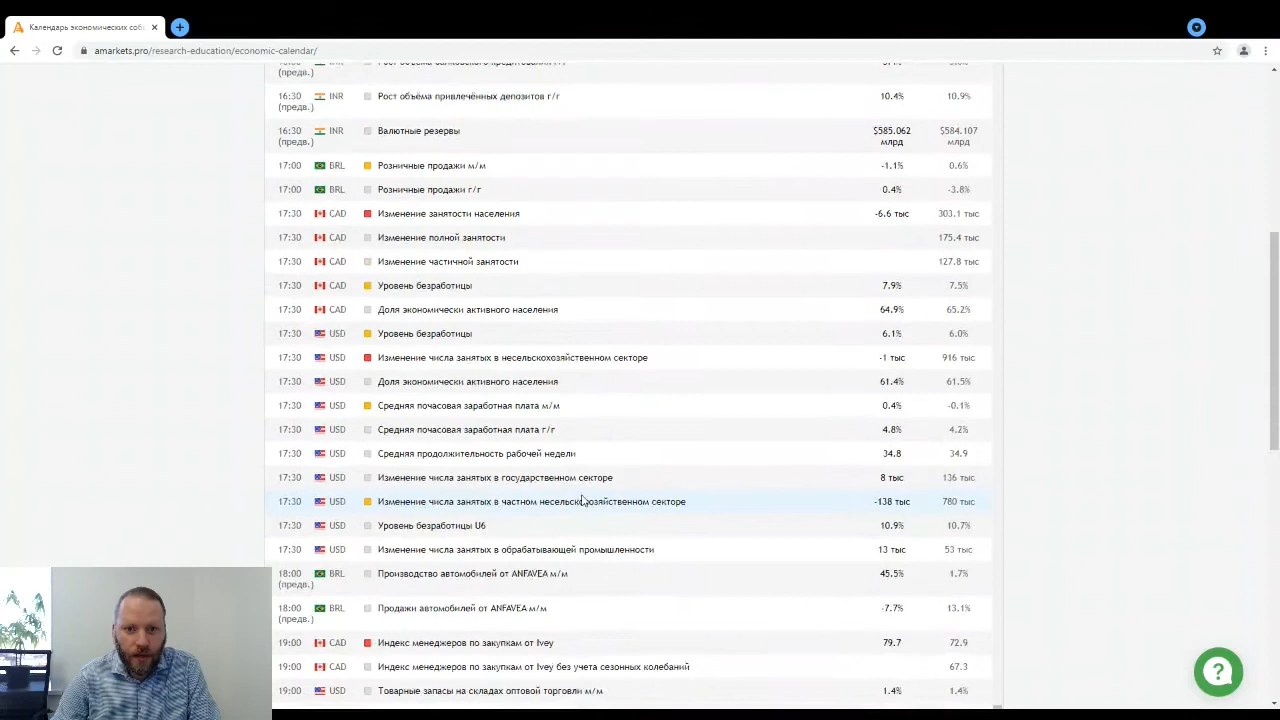 Календарь экономических соб
amarkets.pro/research-education/economic-calendar/
(предв.)
16:30 INR Рост объёма привлечённых депозитов г/г 10.4% 10.9%
(предв.)
16:30 INR Валютные резервы $585.062 $584.107
(предв.) млрд млрд
17:00 BRL Розничные продажи м/м -1.1% 0.6%
17:00 BRL Розничные продажи г/г 0.4% -3.8%
17:30 CAD Изменение занятости населения -6.6 тыс 303.1 тыс
17:30 CAD Изменение полной занятости 175.4 тыс
17:30 CAD Изменение частичной занятости 127.8 тыс
17:30 CAD Уровень безработицы 7.9% 7.5%
17:30 CAD Доля экономически активного населения 64.9% 65.2%
17:30 USD Уровень безработицы 6.1% 6.0%
17:30 USD Изменение числа занятых в несельскохозяйственном секторе -1 тыс 916 тыс
17:30 USD Доля экономически активного населения 61.4% 61.5%
17:30 USD Средняя почасовая заработная плата м/м 0.4% -0.1%
17:30 USD Средняя почасовая заработная плата г/г 4.8% 4.2%
17:30 USD Средняя продолжительность рабочей недели 34.8 34.9
17:30 USD Изменение числа занятых в государственном секторе 8 тыс 136 тыс
17:30 USD Изменение числа занятых в частном несельскохозяйственном секторе -138 тыс 780 тыс
17:30 USD Уровень безработицы U6 10.9% 10.7%
17:30 USD Изменение числа занятых в обрабатывающей промышленности 13 тыс 53 тыс
18:00 BRL Производство автомобилей от ANFAVEA м/м 45.5% 1.7%
(предв.)
18:00 BRL Продажи автомобилей от ANFAVEA м/м -7.7% 13.1%
(предв.)
19:00 CAD Индекс менеджеров по закупкам от Ivey 79.7 72.9
19:00 CAD Индекс менеджеров по закупкам от Ivey без учета сезонных колебаний 67.3
19:00 USD Товарные запасы на складах оптовой торговли м/м 1.4% 1.4%